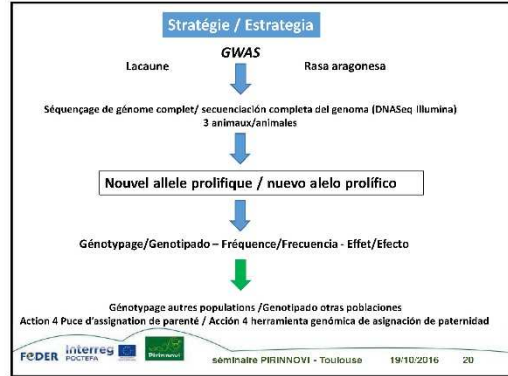 Stratégie / Estrategia
GWAS
Lacaune
Rasa aragonesa
Séquençage de génome complet/ secuenciación completa del genoma (DNASeq Illumina)
3 animaux/animales
Nouvel allele prolifique / nuevo alelo prolífico
Génotypage/Genotipado – Fréquence/Frecuencia - Effet/Efecto
Génotypage autres populations /Genotipado otras poblaciones
Action 4 Puce d'assignation de parenté / Acción 4 herramienta genómica de asignación de paternidad
FEDER
Interreg
POCTEFA
Pirinnovi
séminaire PIRINNOVI - Toulouse
19/10/2016
20